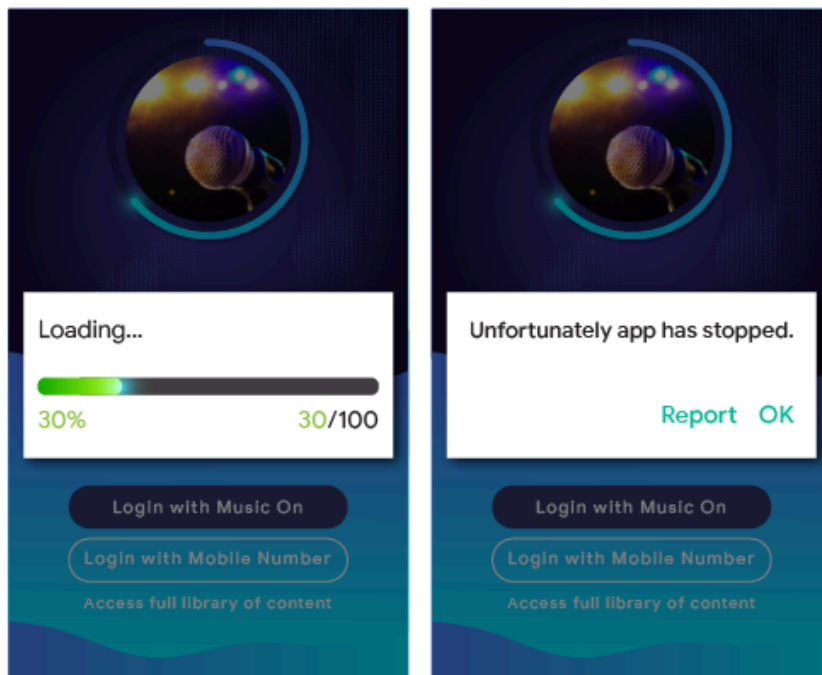 Loading...
30%
30/100
Login with Music On
Login with Mobile Number
Access full library of content
Unfortunately app has stopped.
Report OK
Login with Music On
Login with Mobile Number
Access full library of content